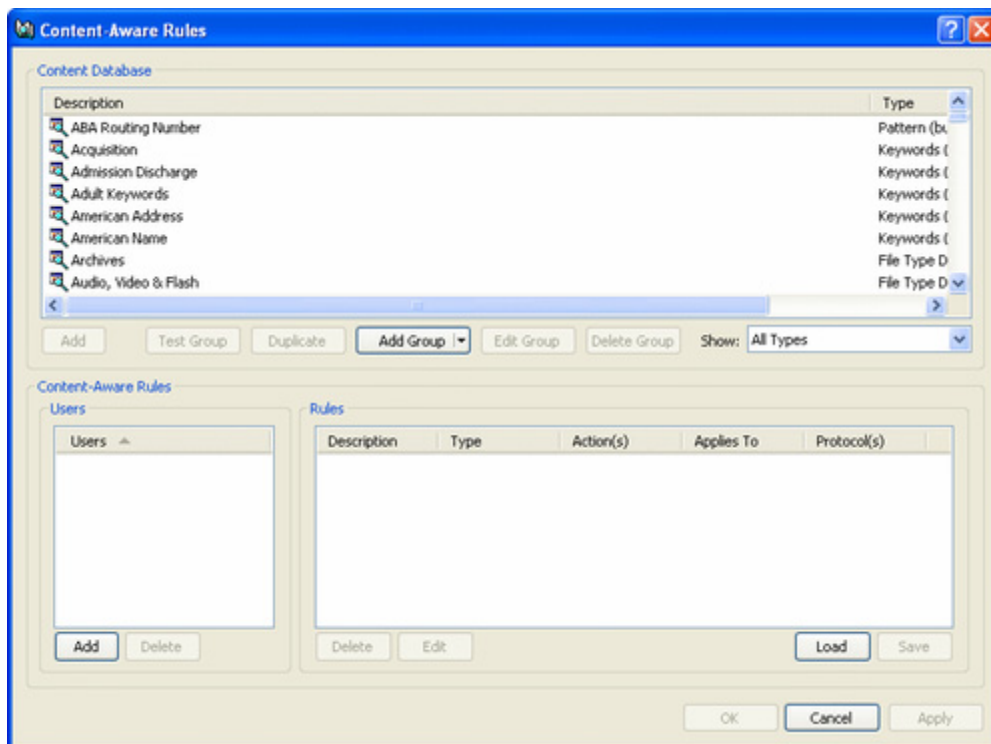 Content-Aware Rules
Content Database
Description Type
ABA Routing Number Pattern (bu
Acquisition Keywords (
Admission Discharge Keywords (
Adult Keywords Keywords (
American Address Keywords (
American Name Keywords (
Archives File Type D
Audio, Video & Flash File Type D
Add Test Group Duplicate Add Group Edit Group Delete Group Show: All Types
Content-Aware Rules
Users Rules
Users Description Type Action(s) Applies To Protocol(s)
Add Delete Delete Edit Load Save
OK Cancel Apply